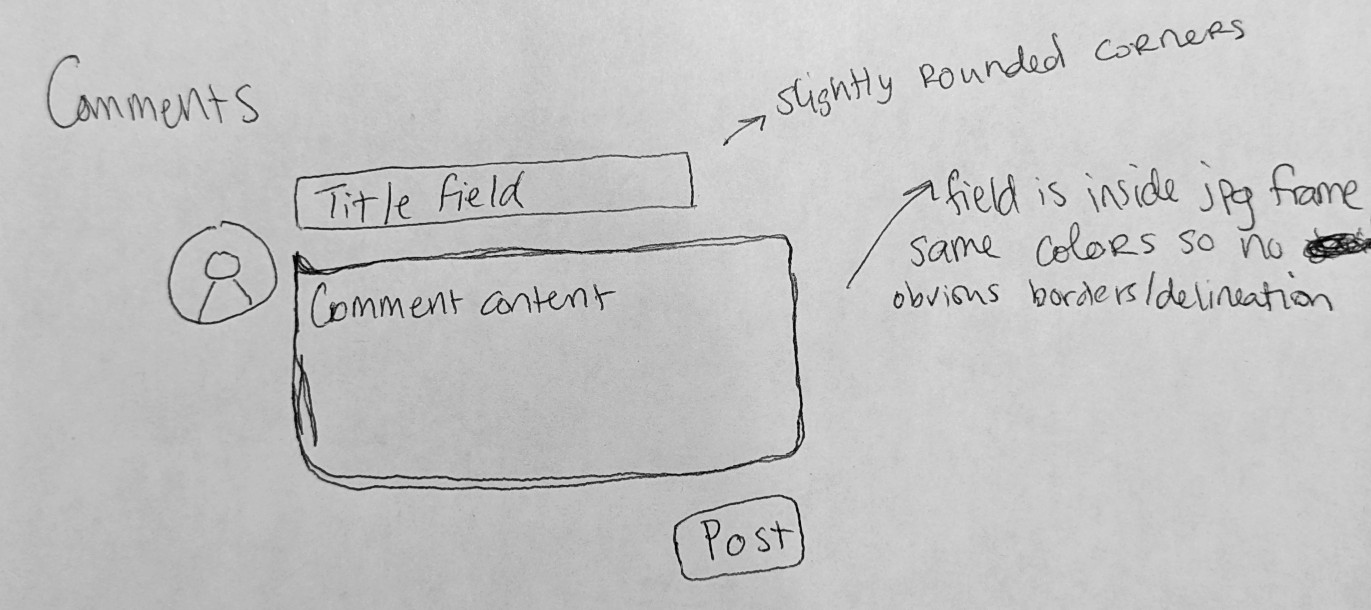 Comments
slightly Rounded CORNERS
Title field
field is inside jpg frame
same colors so no
obvious borders/delineation
Comment content
Post